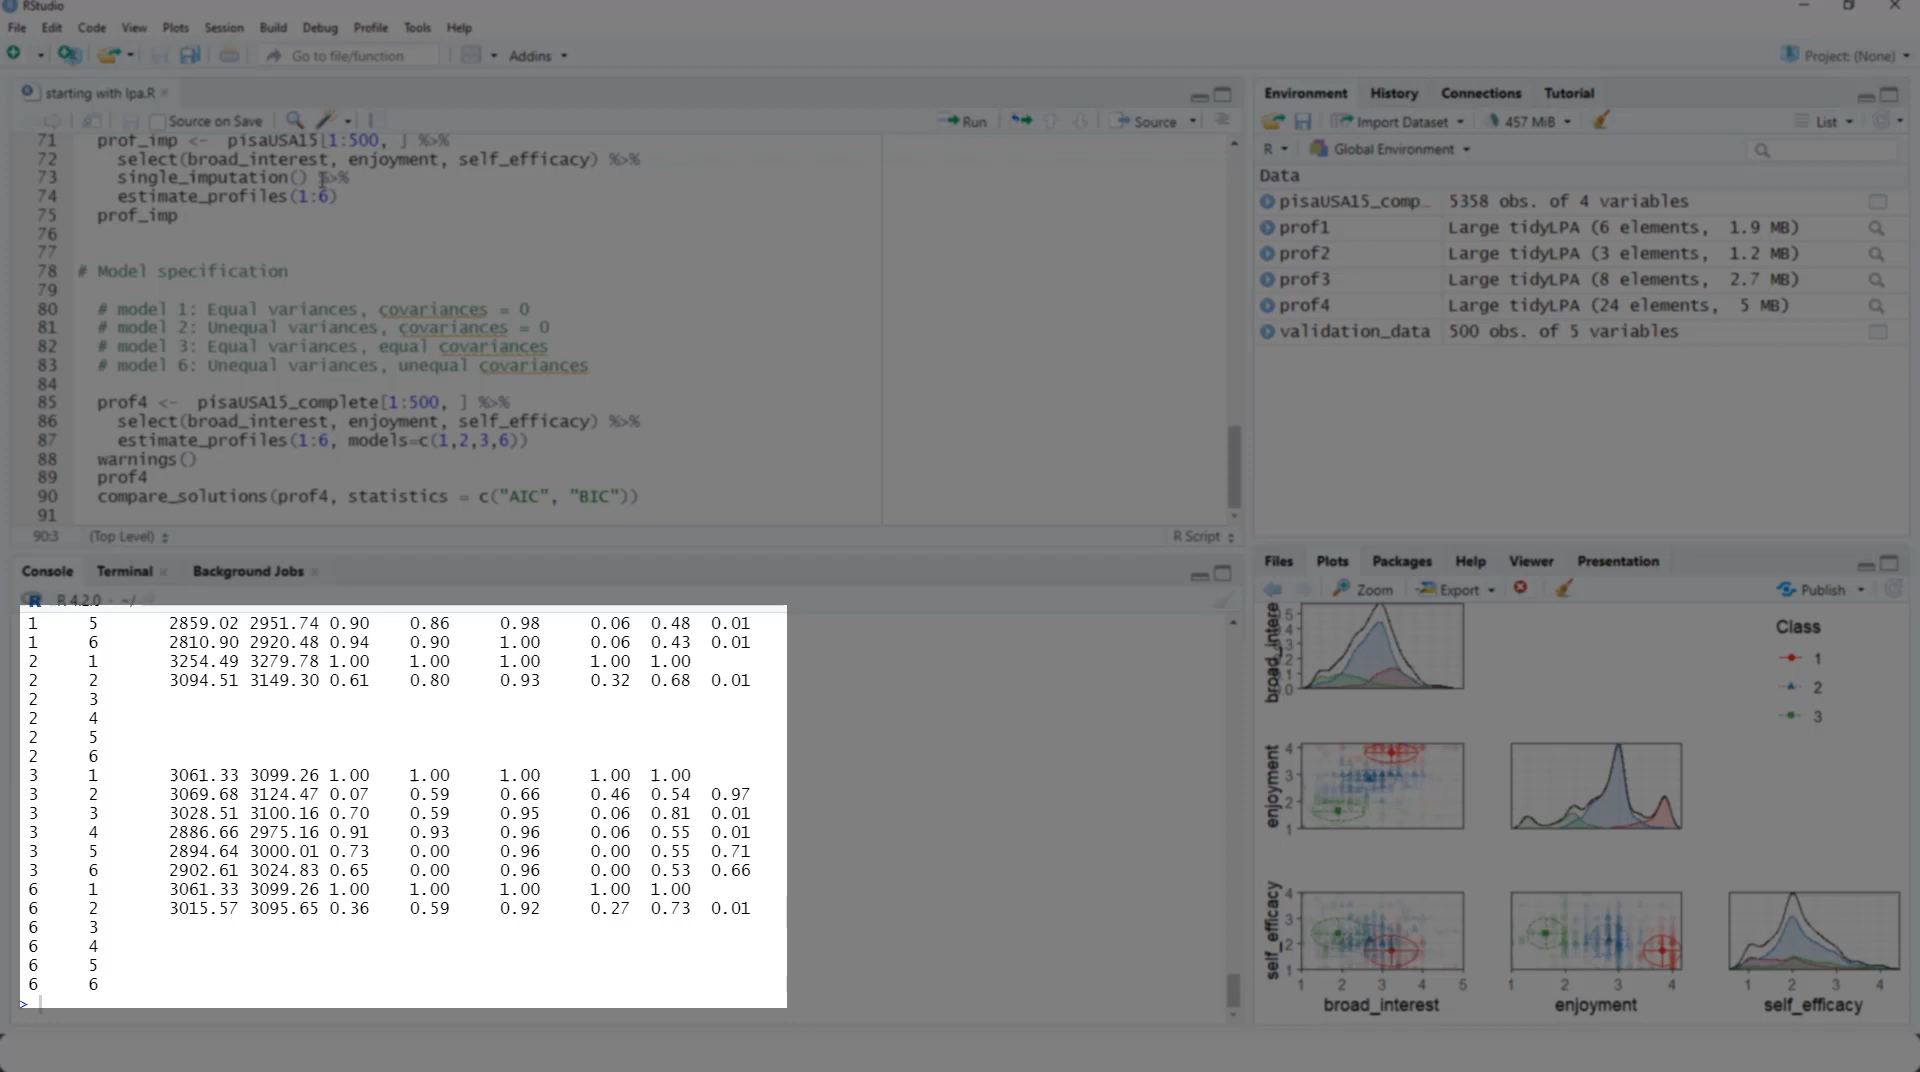 RStudio
File Edit Code View Plots Session Build Debug Profile Tools Help
Go to file/function Addins Project: (None)
starting with lpa.R
Source on Save Run Source
71 prof_imp <- pisaUSA15[1:500, ] %>%
72 select(broad_interest, enjoyment, self_efficacy) %>%
73 single_imputation() %>%
74 estimate_profiles(1:6)
75 prof_imp
76
77
78 # Model specification
79
80 # model 1: Equal variances, covariances = 0
81 # model 2: Unequal variances, covariances = 0
82 # model 3: Equal variances, equal covariances
83 # model 6: Unequal variances, unequal covariances
84
85 prof4 <- pisaUSA15_complete[1:500, ] %>%
86 select(broad_interest, enjoyment, self_efficacy) %>%
87 estimate_profiles(1:6, models=c(1,2,3,6))
88 warnings()
89 prof4
90 compare_solutions(prof4, statistics = c("AIC", "BIC"))
91
90:3 (Top Level) R Script
Console Terminal Background Jobs
R 4.2.0 · ~/
1 5 2859.02 2951.74 0.90 0.86 0.98 0.06 0.48 0.01
1 6 2810.90 2920.48 0.94 0.90 1.00 0.06 0.43 0.01
2 1 3254.49 3279.78 1.00 1.00 1.00 1.00 1.00
2 2 3094.51 3149.30 0.61 0.80 0.93 0.32 0.68 0.01
2 3
2 4
2 5
2 6
3 1 3061.33 3099.26 1.00 1.00 1.00 1.00 1.00
3 2 3069.68 3124.47 0.07 0.59 0.66 0.46 0.54 0.97
3 3 3028.51 3100.16 0.70 0.59 0.95 0.06 0.81 0.01
3 4 2886.66 2975.16 0.91 0.93 0.96 0.06 0.55 0.01
3 5 2894.64 3000.01 0.73 0.00 0.96 0.00 0.55 0.71
3 6 2902.61 3024.83 0.65 0.00 0.96 0.00 0.53 0.66
6 1 3061.33 3099.26 1.00 1.00 1.00 1.00 1.00
6 2 3015.57 3095.65 0.36 0.59 0.92 0.27 0.73 0.01
6 3
6 4
6 5
6 6
>
Environment History Connections Tutorial
Import Dataset 457 MiB List
R Global Environment
Data
pisaUSA15_comp… 5358 obs. of 4 variables
prof1 Large tidyLPA (6 elements, 1.9 MB)
prof2 Large tidyLPA (3 elements, 1.2 MB)
prof3 Large tidyLPA (8 elements, 2.7 MB)
prof4 Large tidyLPA (24 elements, 5 MB)
validation_data 500 obs. of 5 variables
Files Plots Packages Help Viewer Presentation
Zoom Export Publish
broad_intere
Class
1
2
3
enjoyment
4
3
2
1
self_efficacy
4
3
2
1
1 2 3 4 5 1 2 3 4 1 2 3 4
broad_interest enjoyment self_efficacy